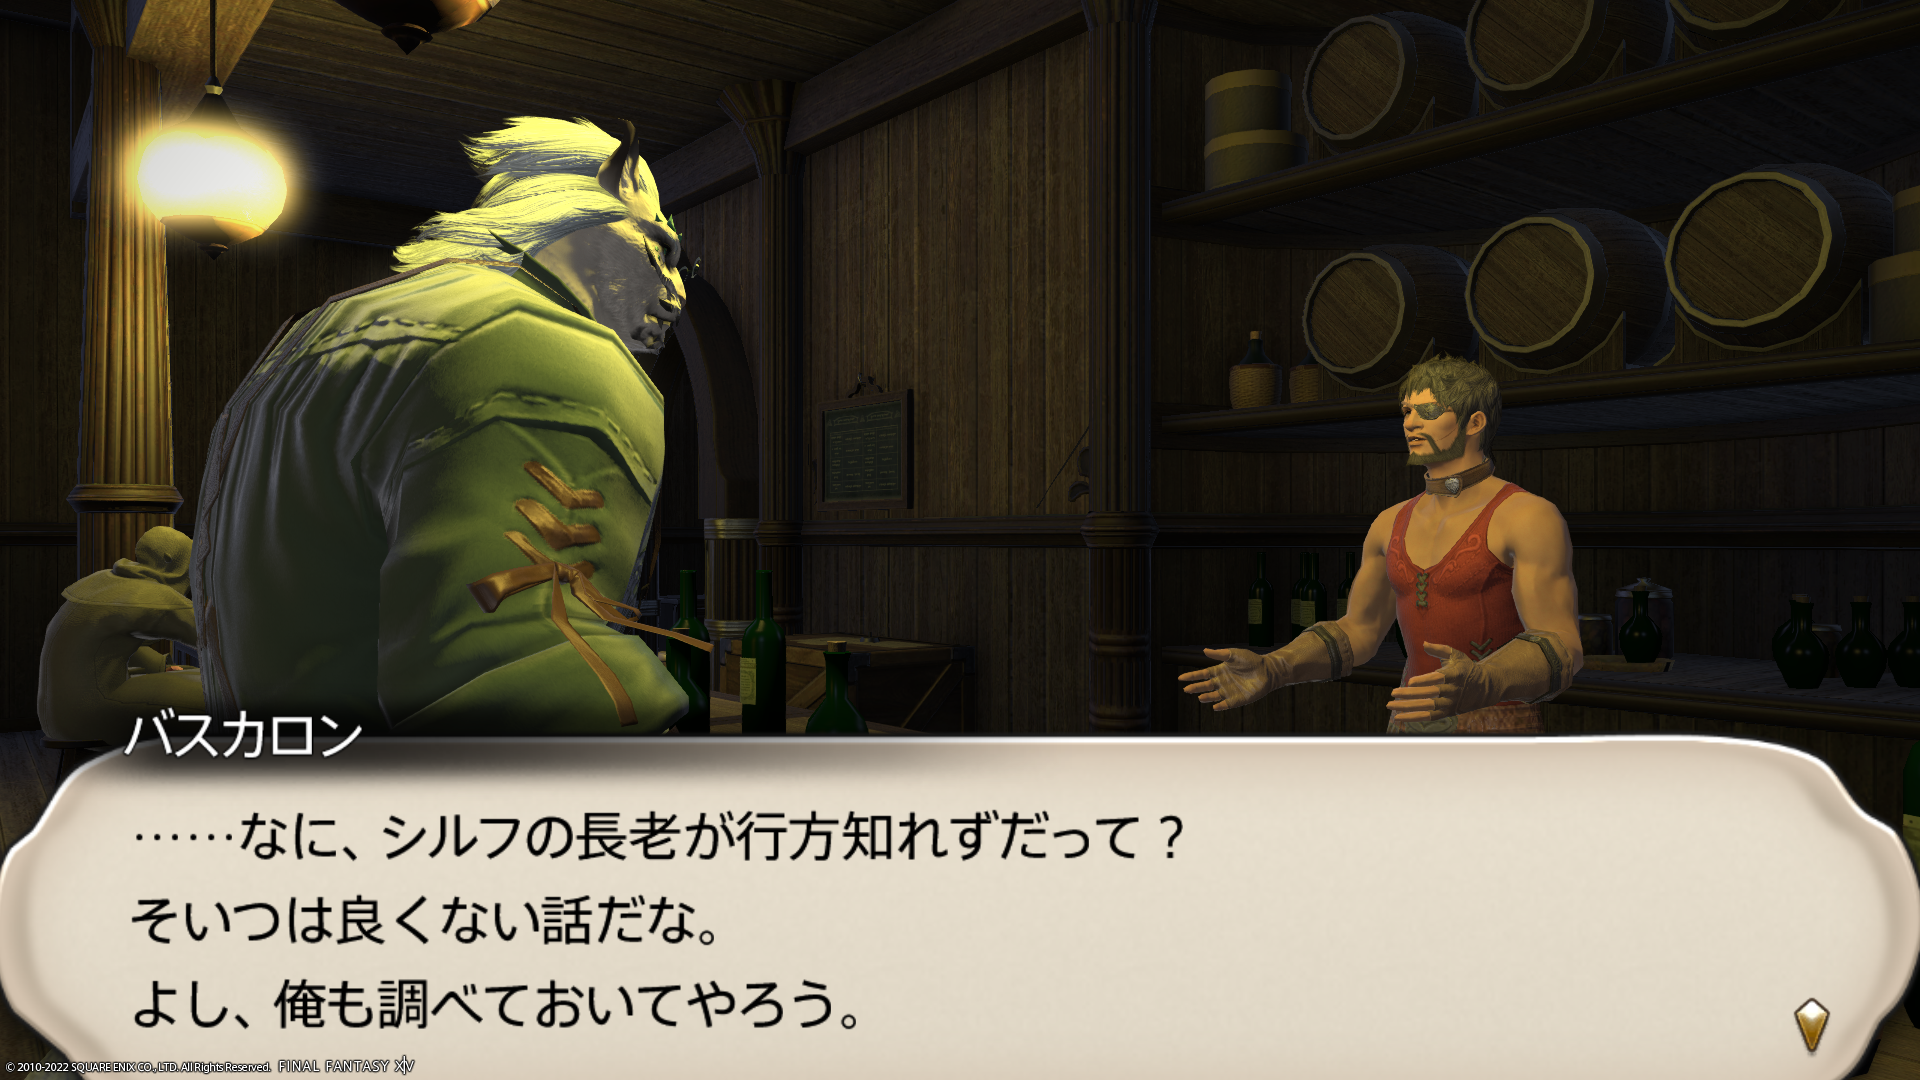 バスカロン
……なに、シルフの長老が行方知れずだって？
そいつは良くない話だな。
よし、俺も調べておいてやろう。
© 2010-2022 SQUARE ENIX CO., LTD. All Rights Reserved. FINAL FANTASY XIV